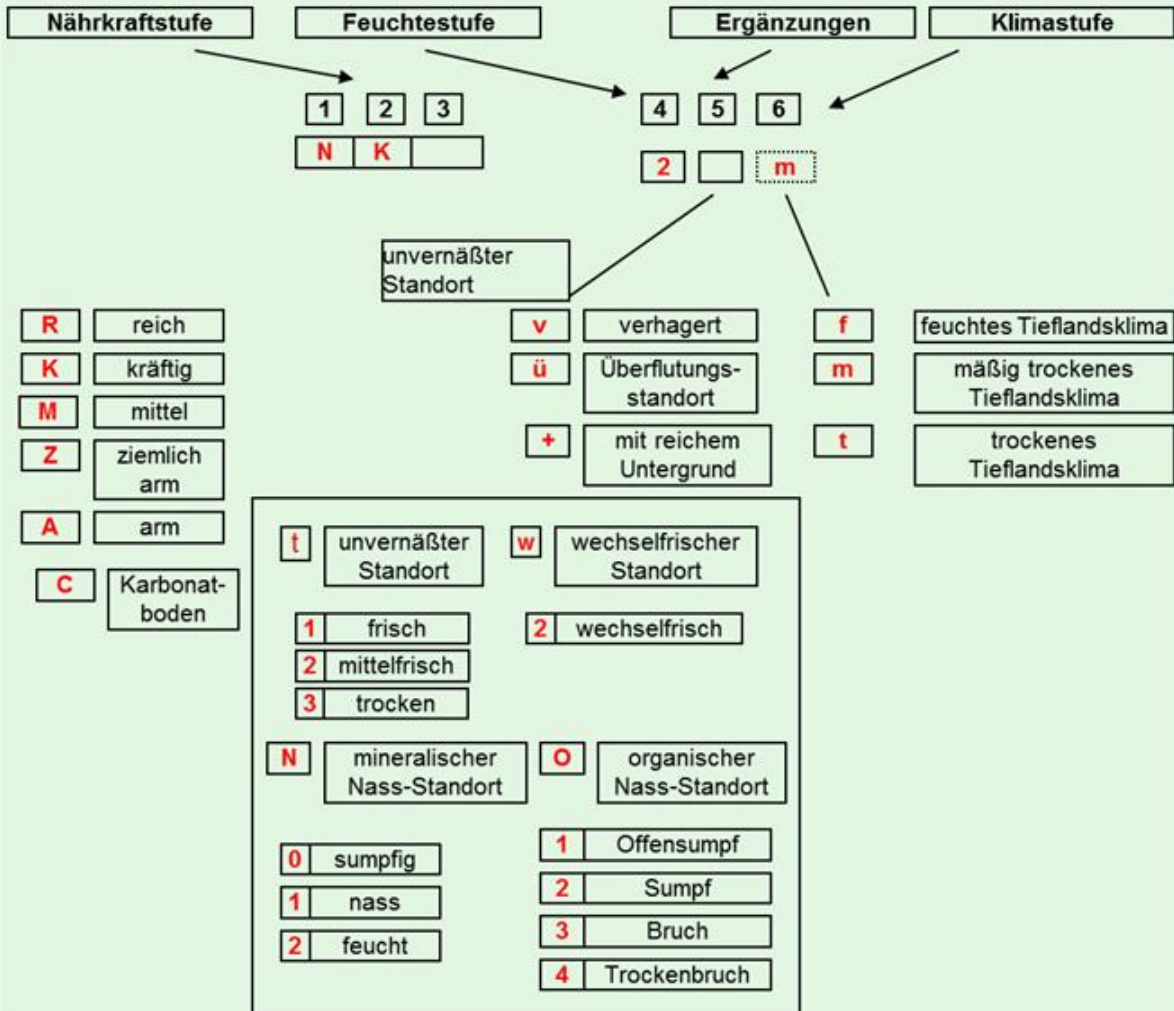 Nährkraftstufe
Feuchtestufe
Ergänzungen
Klimastufe
1 2 3
4 5 6
N K
2 m
unvernäßter
Standort
R reich
K kräftig
M mittel
Z ziemlich
arm
A arm
C Karbonat-
boden
v verhagert
ü Überflutungs-
standort
+ mit reichem
Untergrund
f feuchtes Tieflandsklima
m mäßig trockenes
Tieflandsklima
t trockenes
Tieflandsklima
t unvernäßter
Standort
w wechselfrischer
Standort
1 frisch
2 mittelfrisch
3 trocken
2 wechselfrisch
N mineralischer
Nass-Standort
O organischer
Nass-Standort
0 sumpfig
1 nass
2 feucht
1 Offensumpf
2 Sumpf
3 Bruch
4 Trockenbruch